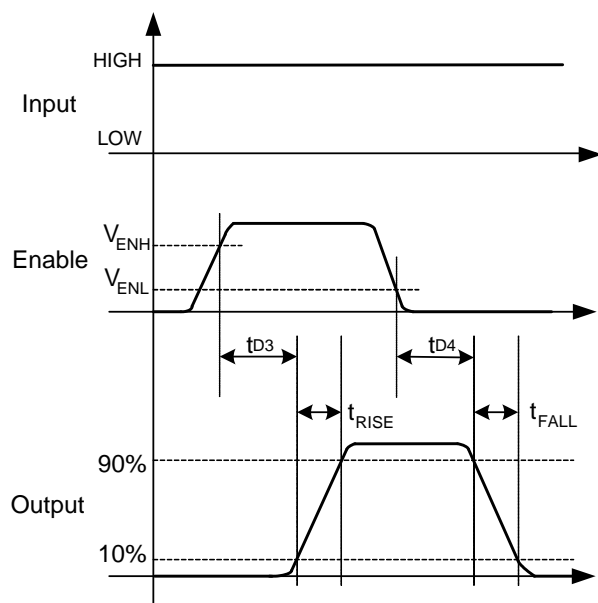 HIGH
Input
LOW
VENH
Enable
VENL
tD3
tD4
tRISE
tFALL
90%
Output
10%